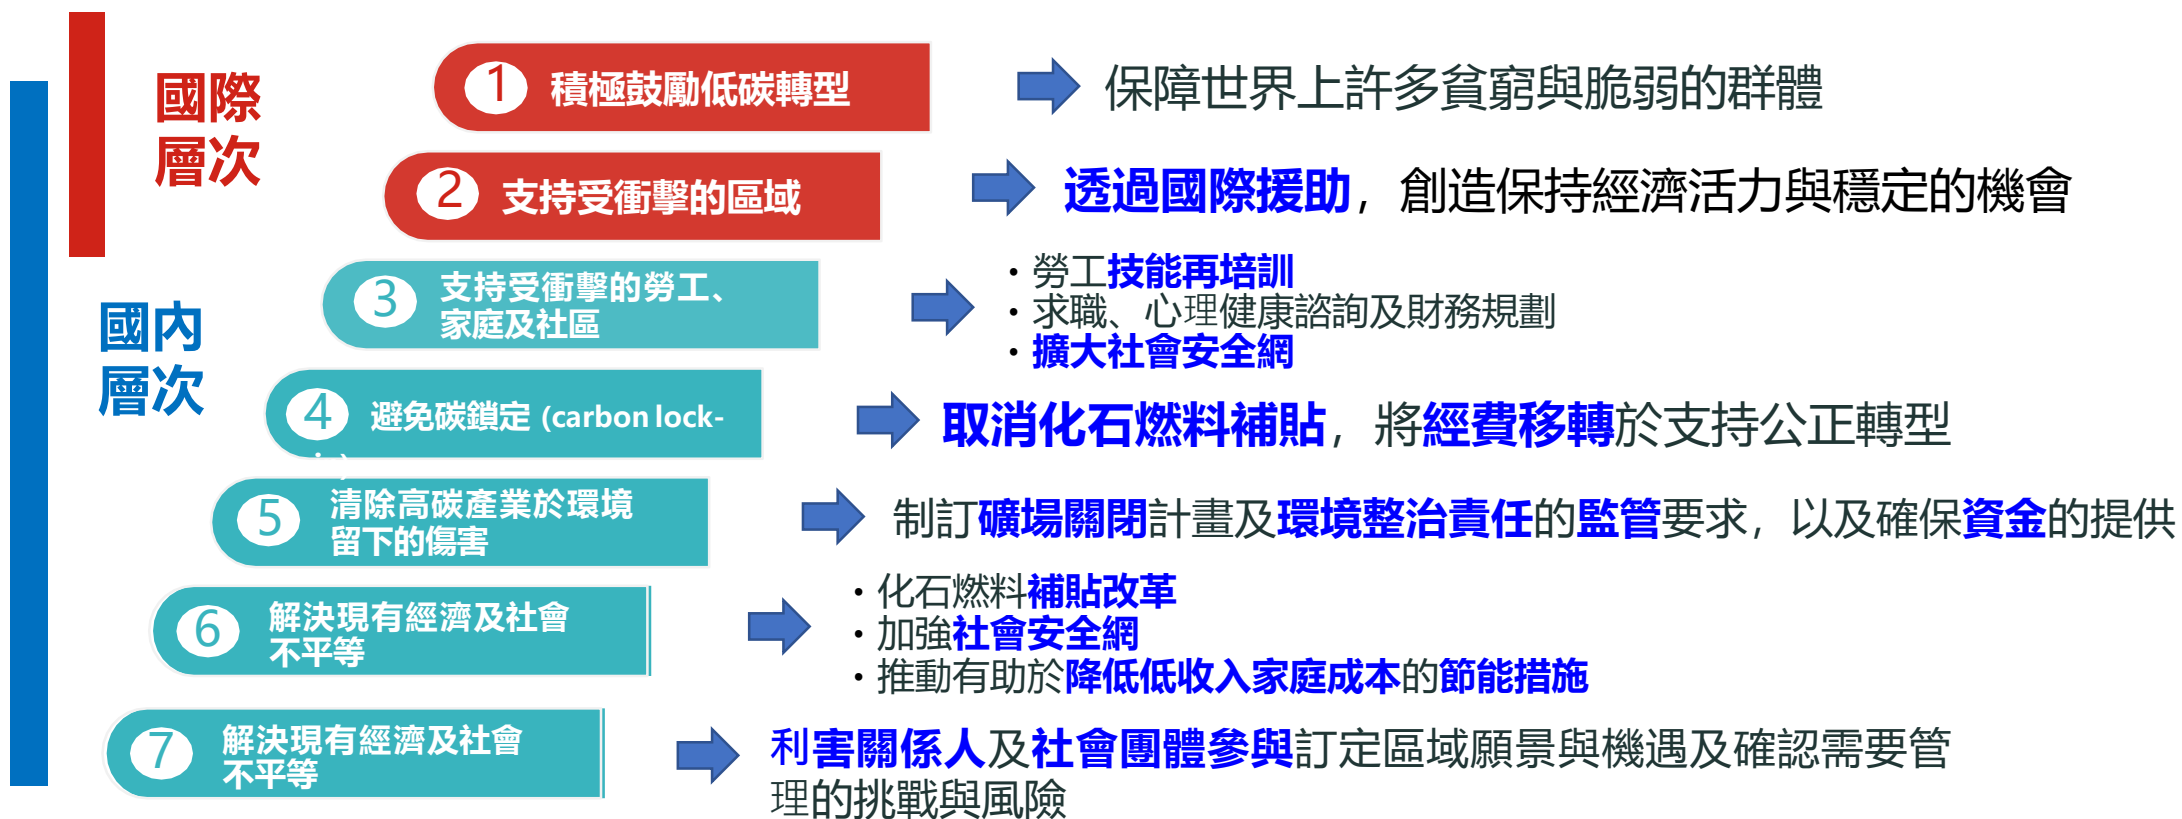 國際
層次
1 積極鼓勵低碳轉型
保障世界上許多貧窮與脆弱的群體
2 支持受衝擊的區域
透過國際援助，創造保持經濟活力與穩定的機會
國內
層次
3 支持受衝擊的勞工、
家庭及社區
・勞工技能再培訓
・求職、心理健康諮詢及財務規劃
・擴大社會安全網
4 避免碳鎖定 (carbon lock-
取消化石燃料補貼，將經費移轉於支持公正轉型
5 清除高碳產業於環境
留下的傷害
制訂礦場關閉計畫及環境整治責任的監管要求，以及確保資金的提供
6 解決現有經濟及社會
不平等
・化石燃料補貼改革
・加強社會安全網
・推動有助於降低低收入家庭成本的節能措施
7 解決現有經濟及社會
不平等
利害關係人及社會團體參與訂定區域願景與機遇及確認需要管
理的挑戰與風險